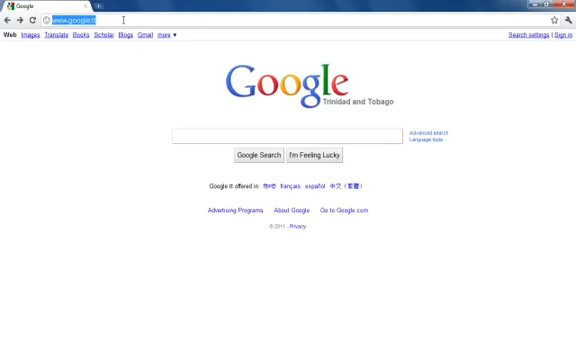 Google
www.google.tt
Web Images Translate Books Scholar Blogs Gmail more ▼ Search settings | Sign in
Google
Trinidad and Tobago
Advanced search
Language tools
Google Search I'm Feeling Lucky
Google.tt offered in: हिन्दी français español 中文 (繁體)
Advertising Programs About Google Go to Google.com
© 2011 - Privacy